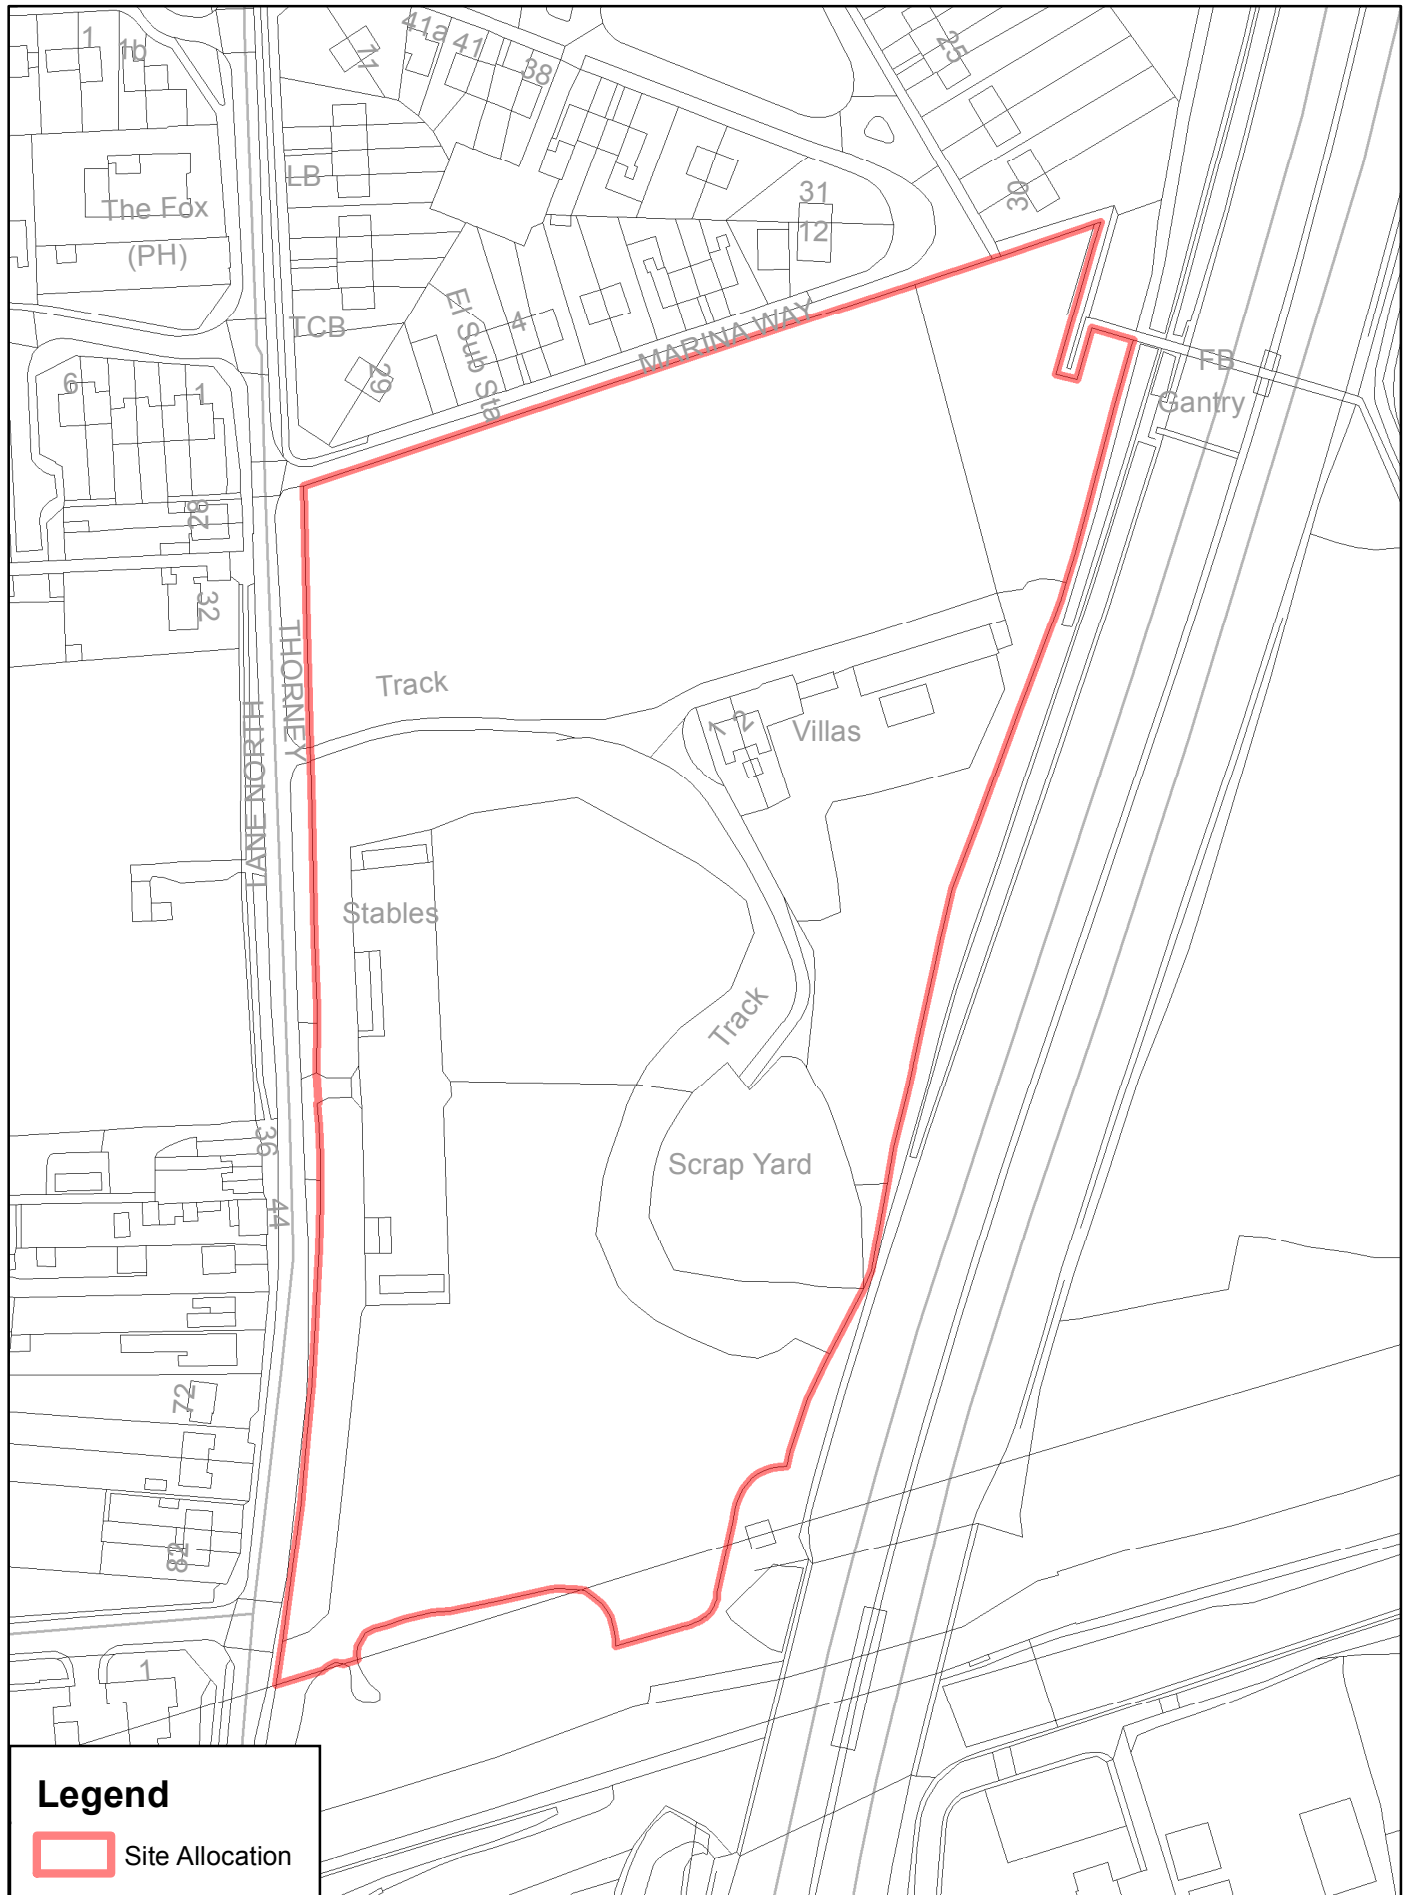 1
1b
11
41a
41
38
25
LB
The Fox
(PH)
31
12
30
TCB
El Sub Sta
4
29
MARINA WAY
FB
Gantry
6
1
28
32
THORNEY
LANE NORTH
Track
1
2
Villas
Stables
Track
Scrap Yard
36
44
72
82
1
Legend
Site Allocation